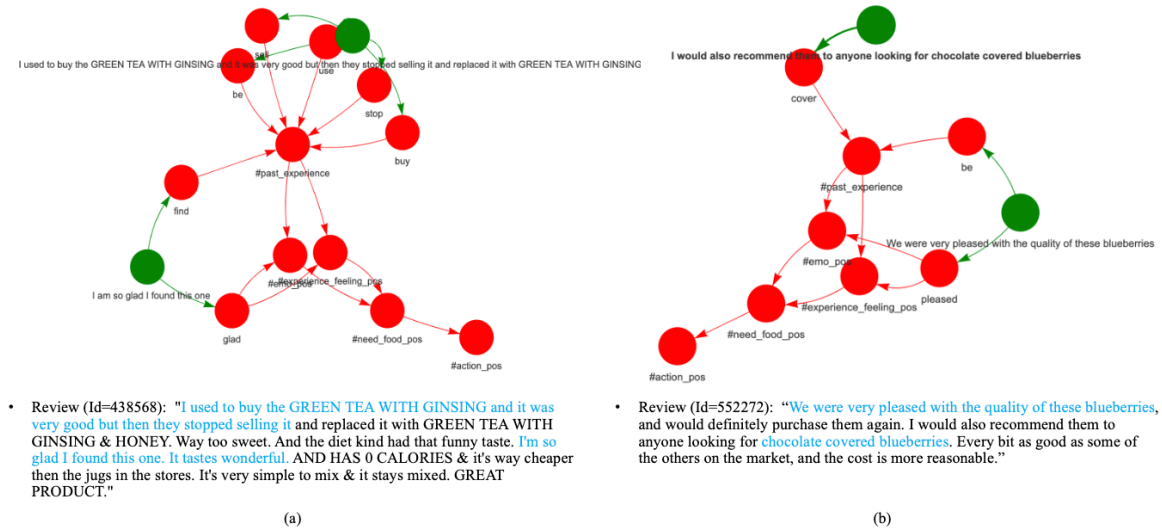 sell
use
I used to buy the GREEN TEA WITH GINSING and it was very good but then they stopped selling it and replaced it with GREEN TEA WITH GINSING
be
stop
buy
#past_experience
find
#emo_pos
#experience_feeling_pos
I am so glad I found this one
glad
#need_food_pos
#action_pos
• Review (Id=438568): "I used to buy the GREEN TEA WITH GINSING and it was
very good but then they stopped selling it and replaced it with GREEN TEA WITH
GINSING & HONEY. Way too sweet. And the diet kind had that funny taste. I'm so
glad I found this one. It tastes wonderful. AND HAS 0 CALORIES & it's way cheaper
then the jugs in the stores. It's very simple to mix & it stays mixed. GREAT
PRODUCT."
(a)
I would also recommend them to anyone looking for chocolate covered blueberries
cover
be
#past_experience
We were very pleased with the quality of these blueberries
#emo_pos
pleased
#experience_feeling_pos
#need_food_pos
#action_pos
• Review (Id=552272): “We were very pleased with the quality of these blueberries,
and would definitely purchase them again. I would also recommend them to
anyone looking for chocolate covered blueberries. Every bit as good as some of
the others on the market, and the cost is more reasonable.”
(b)